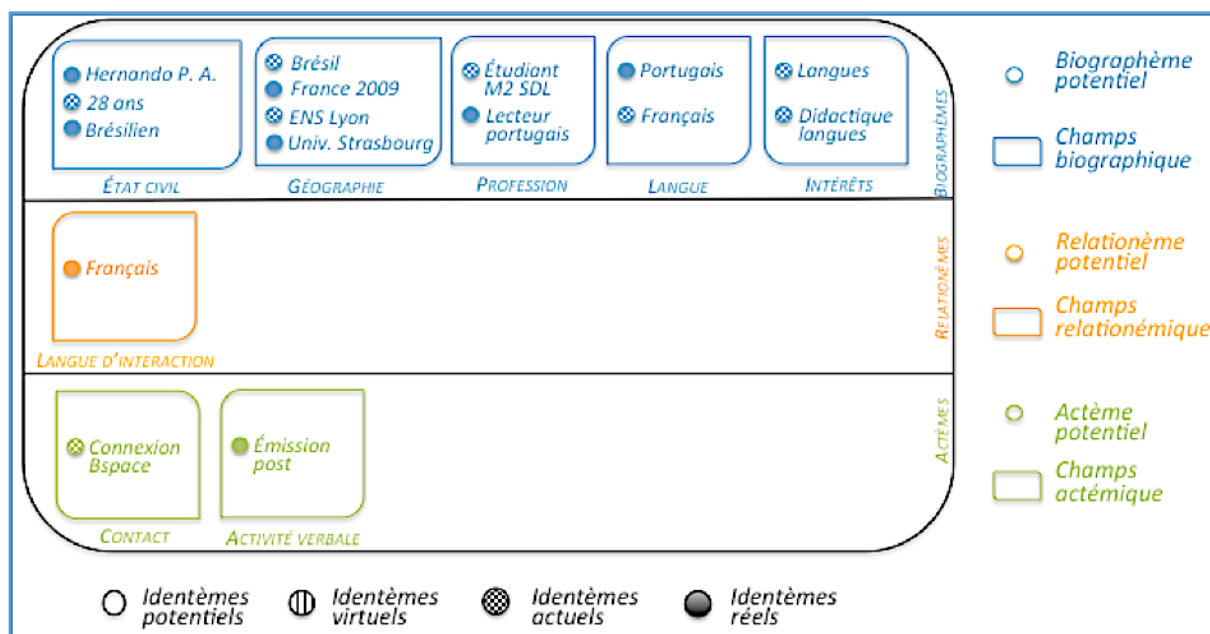 Hernando P. A.
28 ans
Brésilien
ÉTAT CIVIL
Brésil
France 2009
ENS Lyon
Univ. Strasbourg
GÉOGRAPHIE
Étudiant
M2 SDL
Lecteur
portugais
PROFESSION
Portugais
Français
LANGUE
Langues
Didactique
langues
INTÉRÊTS
BIOGRAPHÈMES
Français
LANGUE D'INTERACTION
RELATIONÈMES
Connexion
Bspace
CONTACT
Émission
post
ACTIVITÉ VERBALE
ACTÈMES
Biographème
potentiel
Champs
biographique
Relationème
potentiel
Champs
relationémique
Actème
potentiel
Champs
actémique
Identèmes
potentiels
Identèmes
virtuels
Identèmes
actuels
Identèmes
réels